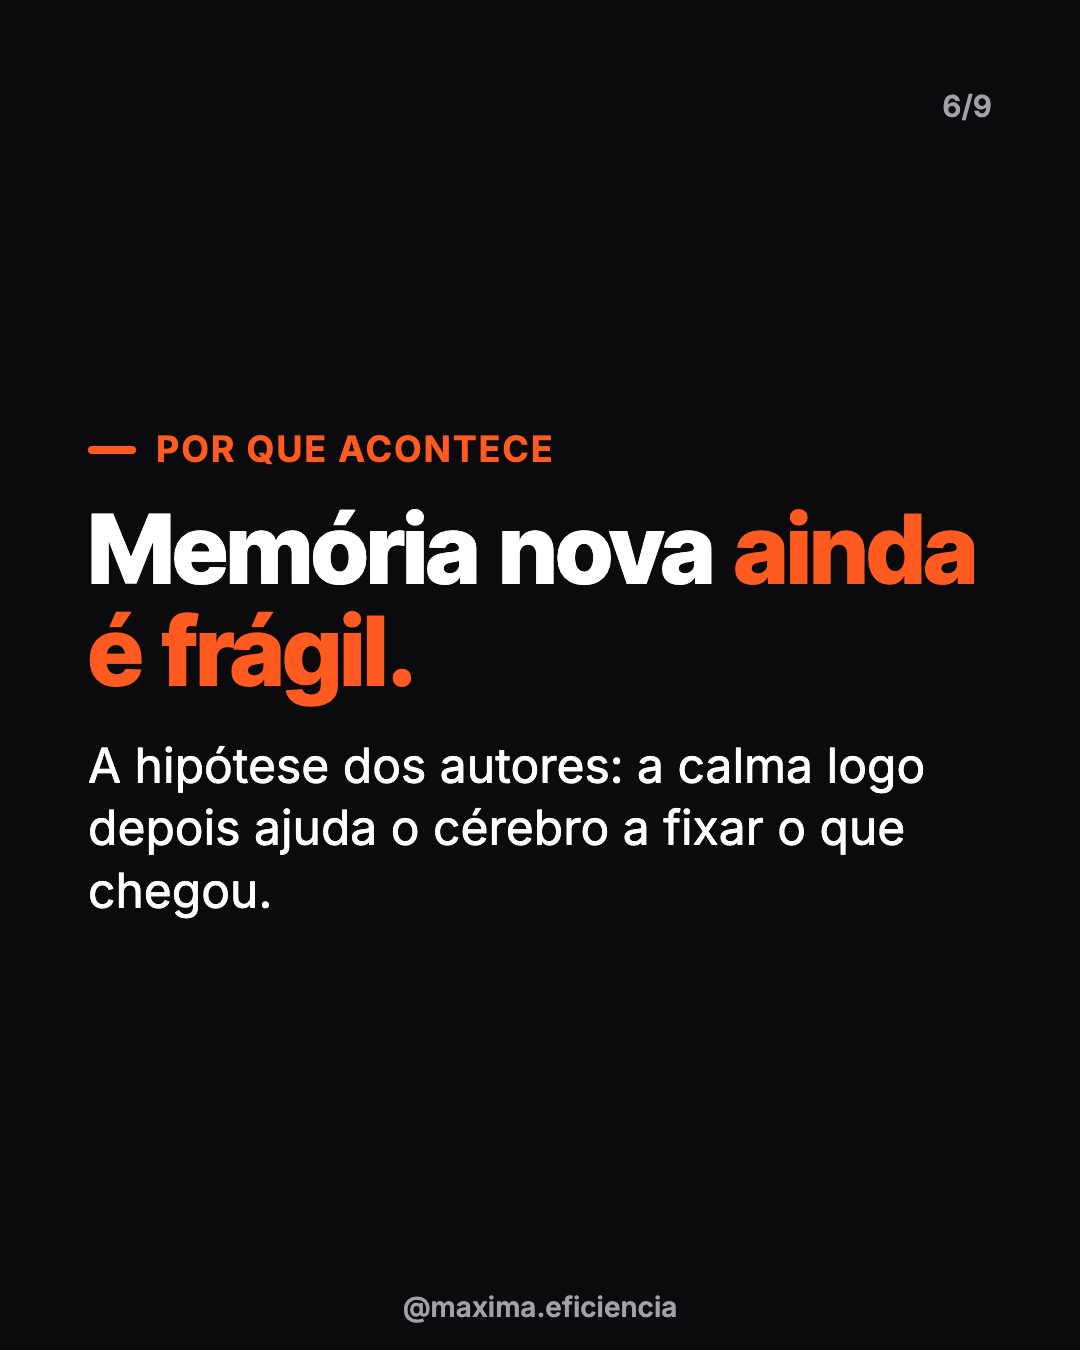 6/9
POR QUE ACONTECE
Memória nova ainda
é frágil.
A hipótese dos autores: a calma logo
depois ajuda o cérebro a fixar o que
chegou.
@maxima.eficiencia